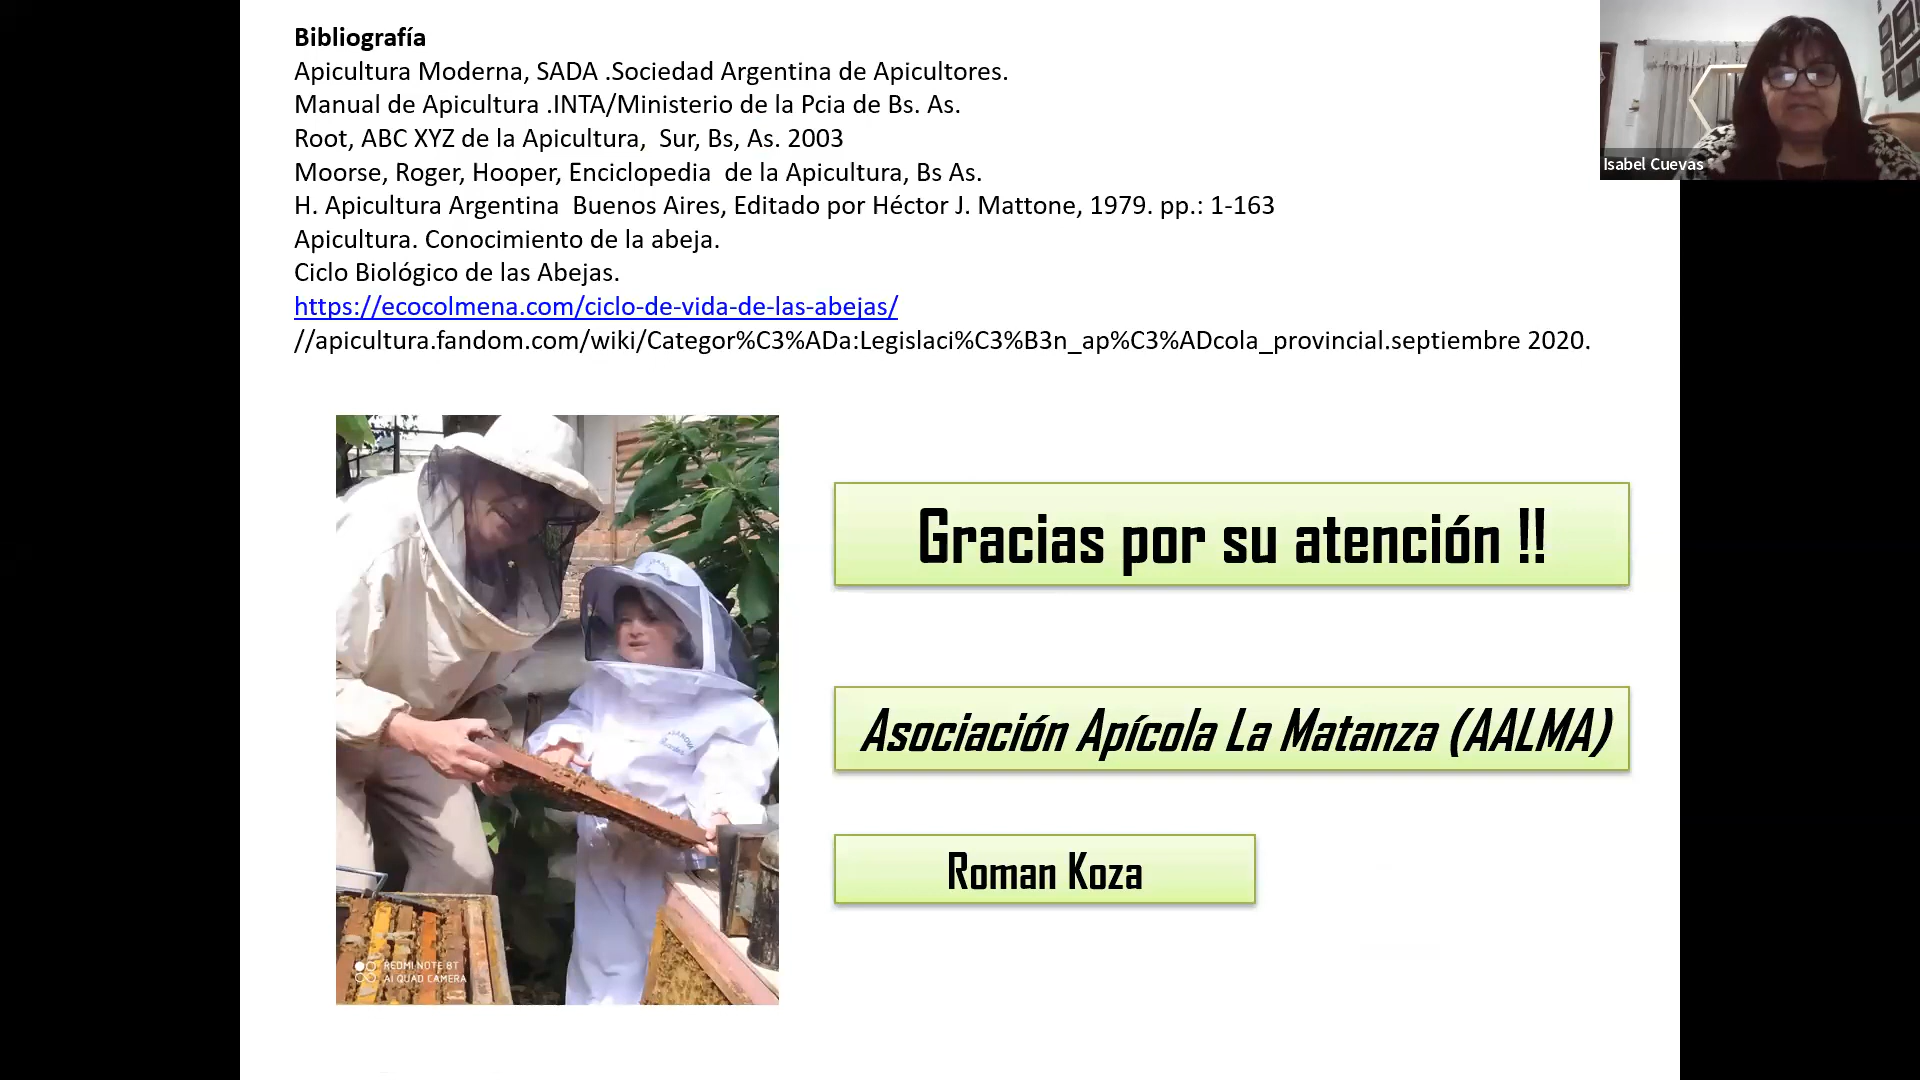 Bibliografía
Apicultura Moderna, SADA .Sociedad Argentina de Apicultores.
Manual de Apicultura .INTA/Ministerio de la Pcia de Bs. As.
Root, ABC XYZ de la Apicultura,  Sur, Bs, As. 2003
Moorse, Roger, Hooper, Enciclopedia  de la Apicultura, Bs As.
H. Apicultura Argentina  Buenos Aires, Editado por Héctor J. Mattone, 1979. pp.: 1-163
Apicultura. Conocimiento de la abeja.
Ciclo Biológico de las Abejas.
https://ecocolmena.com/ciclo-de-vida-de-las-abejas/
//apicultura.fandom.com/wiki/Categor%C3%ADa:Legislaci%C3%B3n_ap%C3%ADcola_provincial.septiembre 2020.
Isabel Cuevas
Gracias por su atención !!
Asociación Apícola La Matanza (AALMA)
Roman Koza
REDMI NOTE 8T
AI QUAD CAMERA